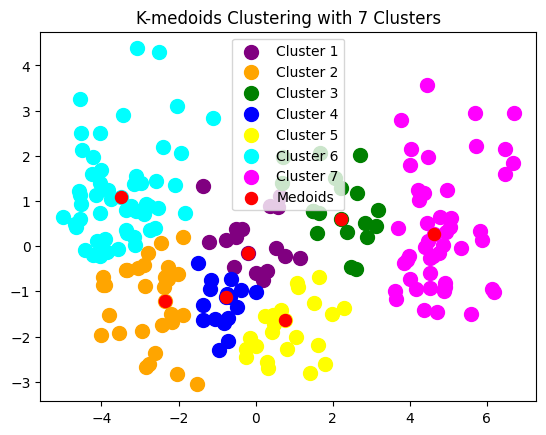 K-medoids Clustering with 7 Clusters
Cluster 1
Cluster 2
Cluster 3
Cluster 4
Cluster 5
Cluster 6
Cluster 7
Medoids
4
3
2
1
0
−1
−2
−3
−4 −2 0 2 4 6